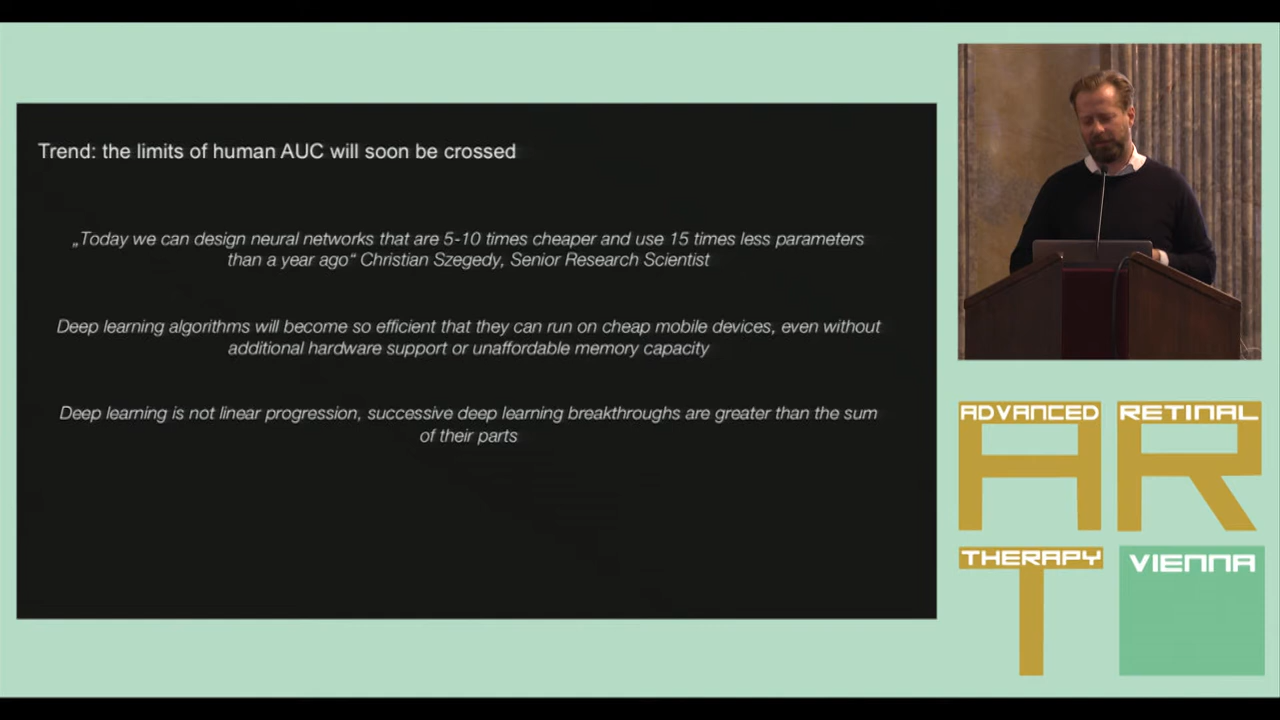 Trend: the limits of human AUC will soon be crossed
„Today we can design neural networks that are 5-10 times cheaper and use 15 times less parameters
than a year ago“ Christian Szegedy, Senior Research Scientist
Deep learning algorithms will become so efficient that they can run on cheap mobile devices, even without
additional hardware support or unaffordable memory capacity
Deep learning is not linear progression, successive deep learning breakthroughs are greater than the sum
of their parts
ADVANCED RETINAL
A R
THERAPY VIENNA
T